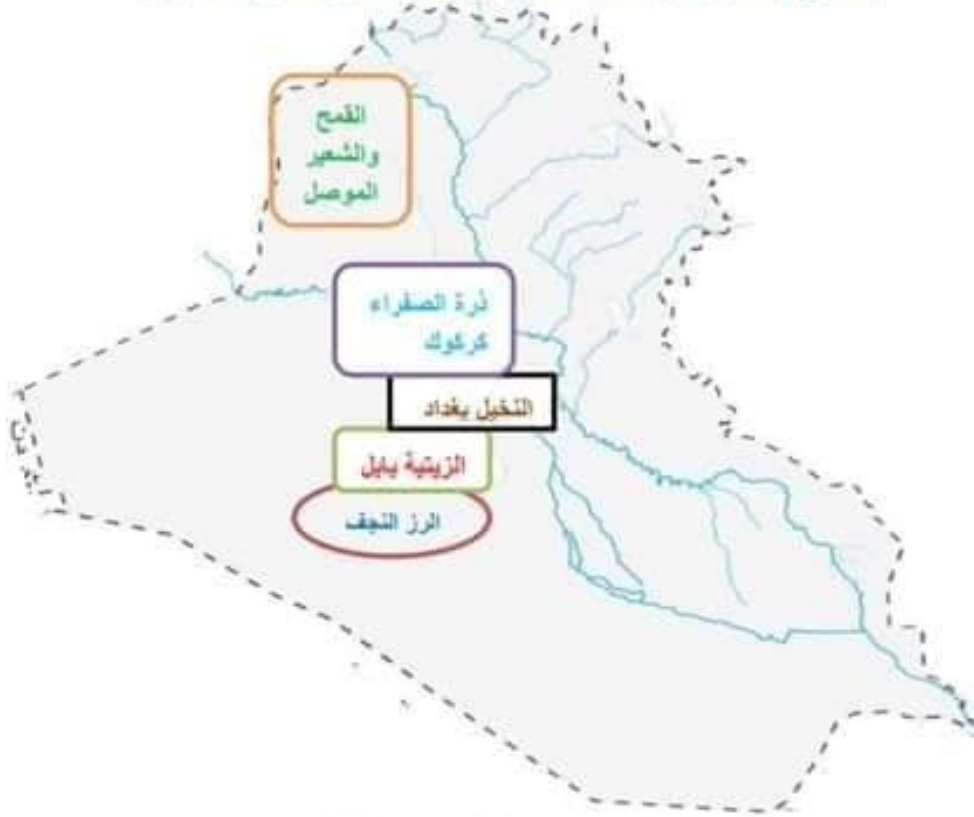 القمح
والشعير
الموصل
ذرة الصفراء
كركوك
النخيل بغداد
الزيتية بابل
الرز النجف